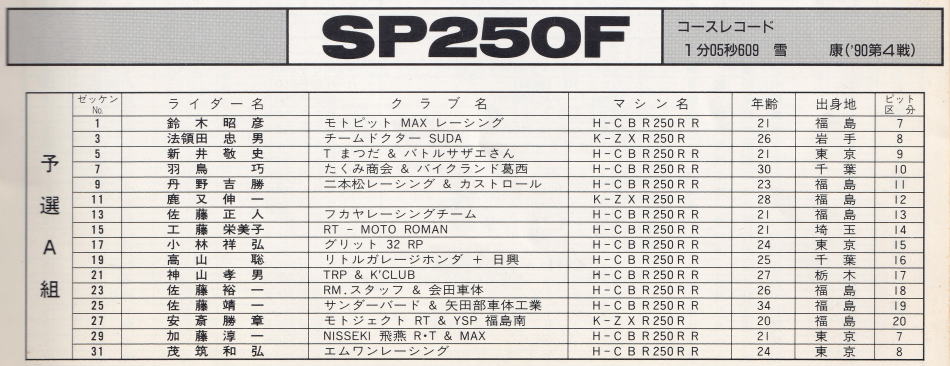 SP250F
コースレコード
1分05秒609 雪 康('90第4戦)
予選A組
ゼッケンNo. ライダー名 クラブ名 マシン名 年齢 出身地 ピット区分
1 鈴木昭彦 モトピット MAX レーシング H-CBR250RR 21 福島 7
3 法領田忠男 チームドクター SUDA K-ZXR250R 26 岩手 8
5 新井敬史 T まつだ & バトルサザエさん H-CBR250RR 21 東京 9
7 羽鳥巧 たくみ商会 & バイクランド葛西 H-CBR250RR 30 千葉 10
9 丹野吉勝 二本松レーシング & カストロール H-CBR250RR 23 福島 11
11 鹿又伸一 K-ZXR250R 28 福島 12
13 佐藤正人 フカヤレーシングチーム H-CBR250RR 21 福島 13
15 工藤栄美子 RT - MOTO ROMAN H-CBR250RR 21 埼玉 14
17 小林祥弘 グリット 32 RP H-CBR250RR 24 東京 15
19 高山聡 リトルガレージホンダ + 日興 H-CBR250RR 25 千葉 16
21 神山孝男 TRP & K'CLUB H-CBR250RR 27 栃木 17
23 佐藤裕一 RM.スタッフ & 会田車体 H-CBR250RR 26 福島 18
25 佐藤靖一 サンダーバード & 矢田部車体工業 H-CBR250RR 34 福島 19
27 安斎勝章 モトジェクト RT & YSP 福島南 K-ZXR250R 20 福島 20
29 加藤淳一 NISSEKI 飛燕 R・T & MAX H-CBR250RR 21 東京 7
31 茂筑和弘 エムワンレーシング H-CBR250RR 24 東京 8